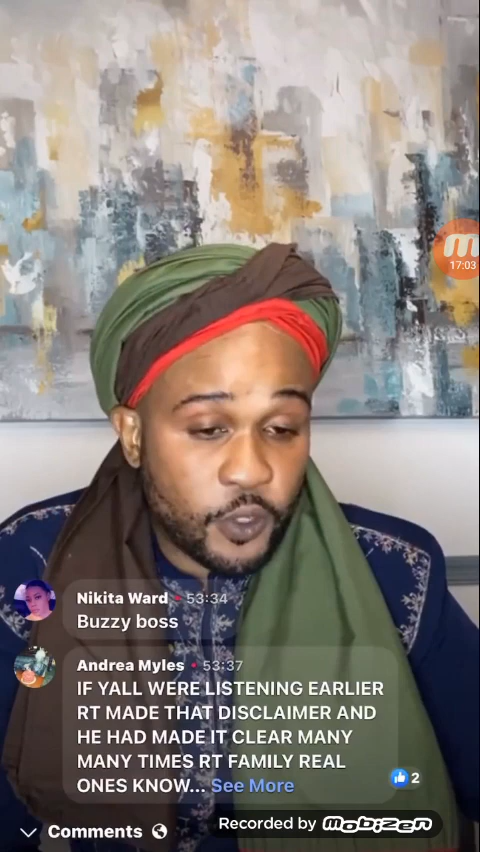 17:03
Nikita Ward • 53:34
Buzzy boss
Andrea Myles • 53:37
IF YALL WERE LISTENING EARLIER
RT MADE THAT DISCLAIMER AND
HE HAD MADE IT CLEAR MANY
MANY TIMES RT FAMILY REAL
ONES KNOW... See More
2
Comments
Recorded by mobizen